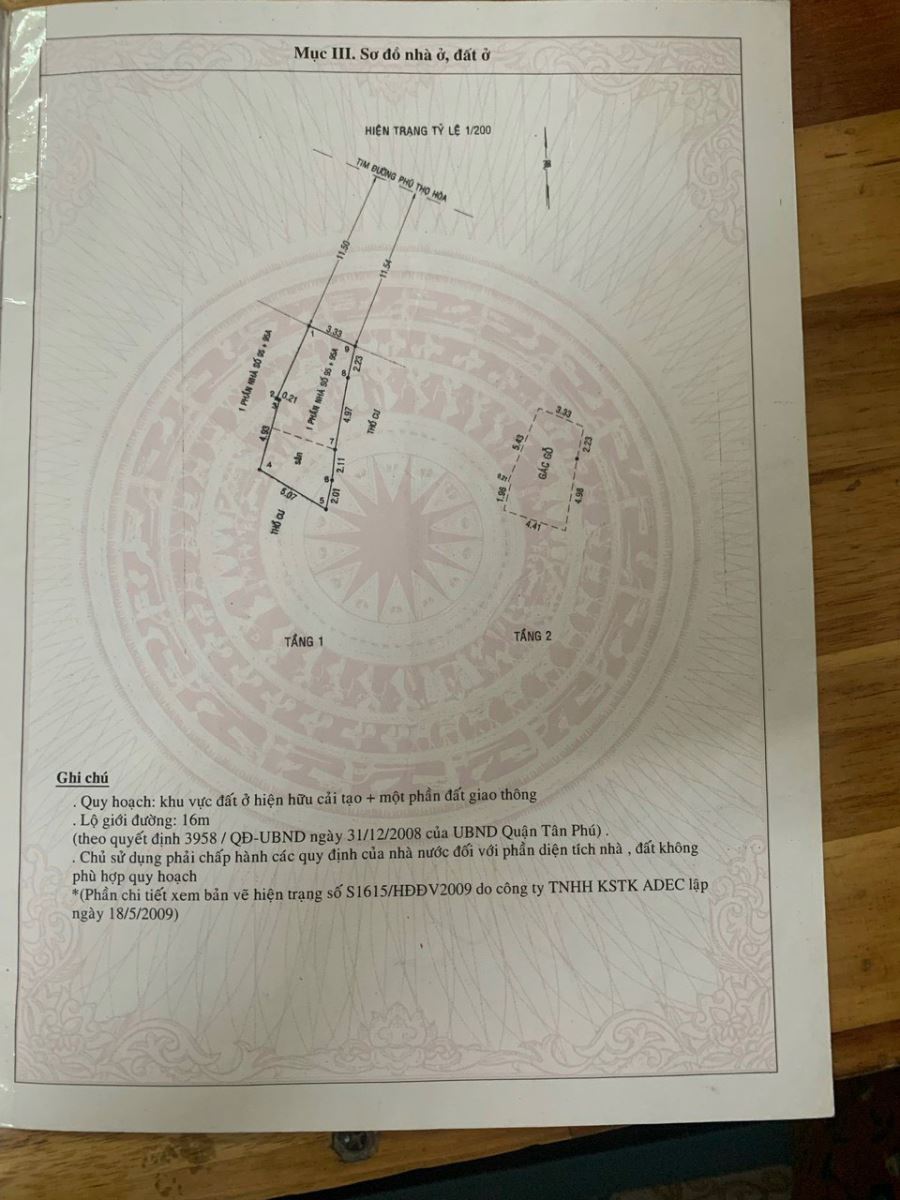 Mục III. Sơ đồ nhà ở, đất ở
HIỆN TRẠNG TỶ LỆ 1/200
TIM ĐƯỜNG PHÚ THỌ HÒA
11.50
11.54
1
3.33
9
2.23
8
1 PHẦN NHÀ SỐ 95 + 95A
1 PHẦN NHÀ SỐ 95 + 95A
2
0.21
4.97
THỔ CƯ
4.93
7
SÂN
4
2.11
6
5.07
2.01
5
THỔ CƯ
3.33
5.43
2.23
GÁC GỖ
1.96
4.98
4.41
TẦNG 1
TẦNG 2
Ghi chú
. Quy hoạch: khu vực đất ở hiện hữu cải tạo + một phần đất giao thông
. Lộ giới đường: 16m
(theo quyết định 3958 / QĐ-UBND ngày 31/12/2008 của UBND Quận Tân Phú) .
. Chủ sử dụng phải chấp hành các quy định của nhà nước đối với phần diện tích nhà , đất không
phù hợp quy hoạch
*(Phần chi tiết xem bản vẽ hiện trạng số S1615/HĐĐV2009 do công ty TNHH KSTK ADEC lập
ngày 18/5/2009)